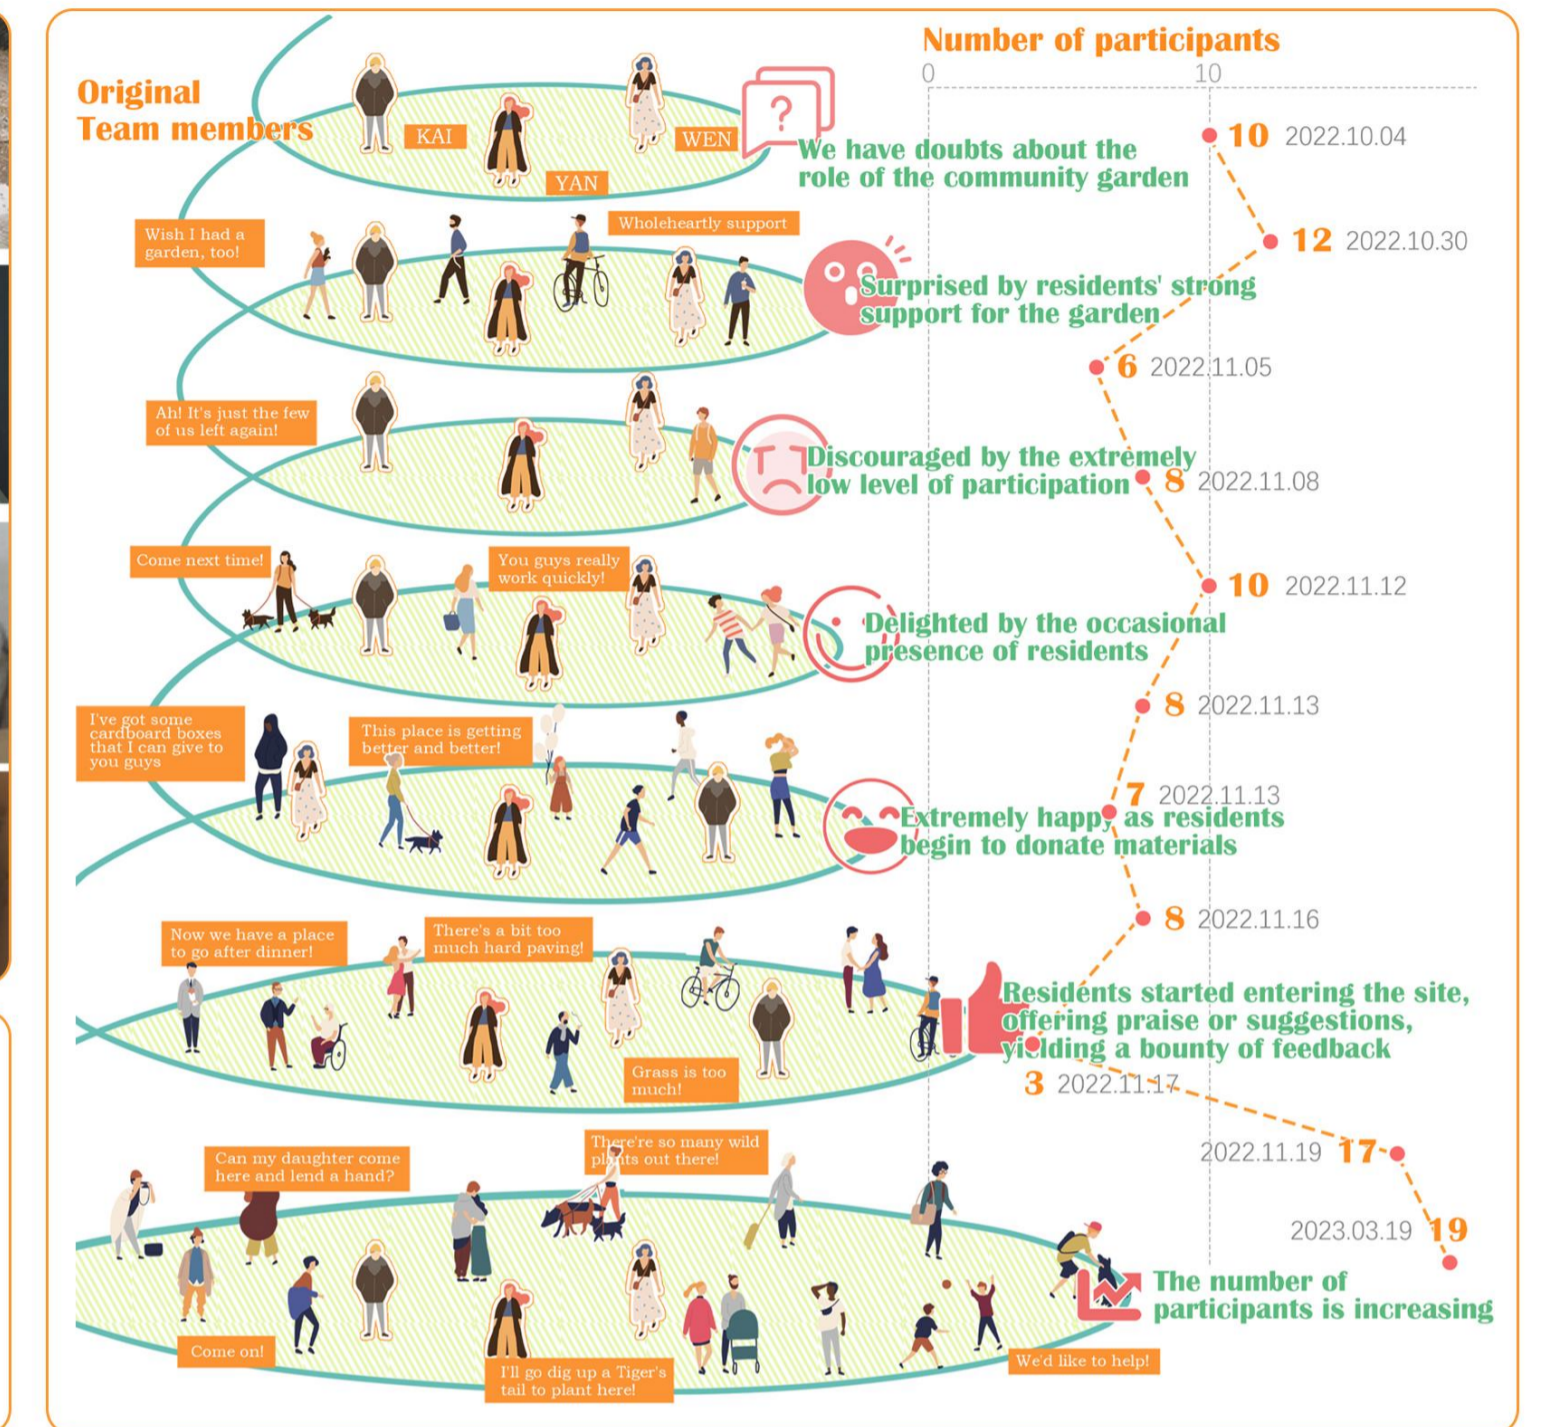 Number of participants
0
10
Original
Team members
KAI
YAN
WEN
?
We have doubts about the
role of the community garden
10 2022.10.04
Wish I had a
garden, too!
Wholeheartly support
12 2022.10.30
Surprised by residents' strong
support for the garden
6 2022.11.05
Ah! It's just the few
of us left again!
Discouraged by the extremely
low level of participation
8 2022.11.08
Come next time!
You guys really
work quickly!
10 2022.11.12
Delighted by the occasional
presence of residents
8 2022.11.13
I've got some
cardboard boxes
that I can give to
you guys
This place is getting
better and better!
7 2022.11.13
Extremely happy as residents
begin to donate materials
8 2022.11.16
Now we have a place
to go after dinner!
There's a bit too
much hard paving!
Grass is too
much!
Residents started entering the site,
offering praise or suggestions,
yielding a bounty of feedback
3 2022.11.17
2022.11.19 17
Can my daughter come
here and lend a hand?
There're so many wild
plants out there!
2023.03.19 19
The number of
participants is increasing
Come on!
I'll go dig up a Tiger's
tail to plant here!
We'd like to help!